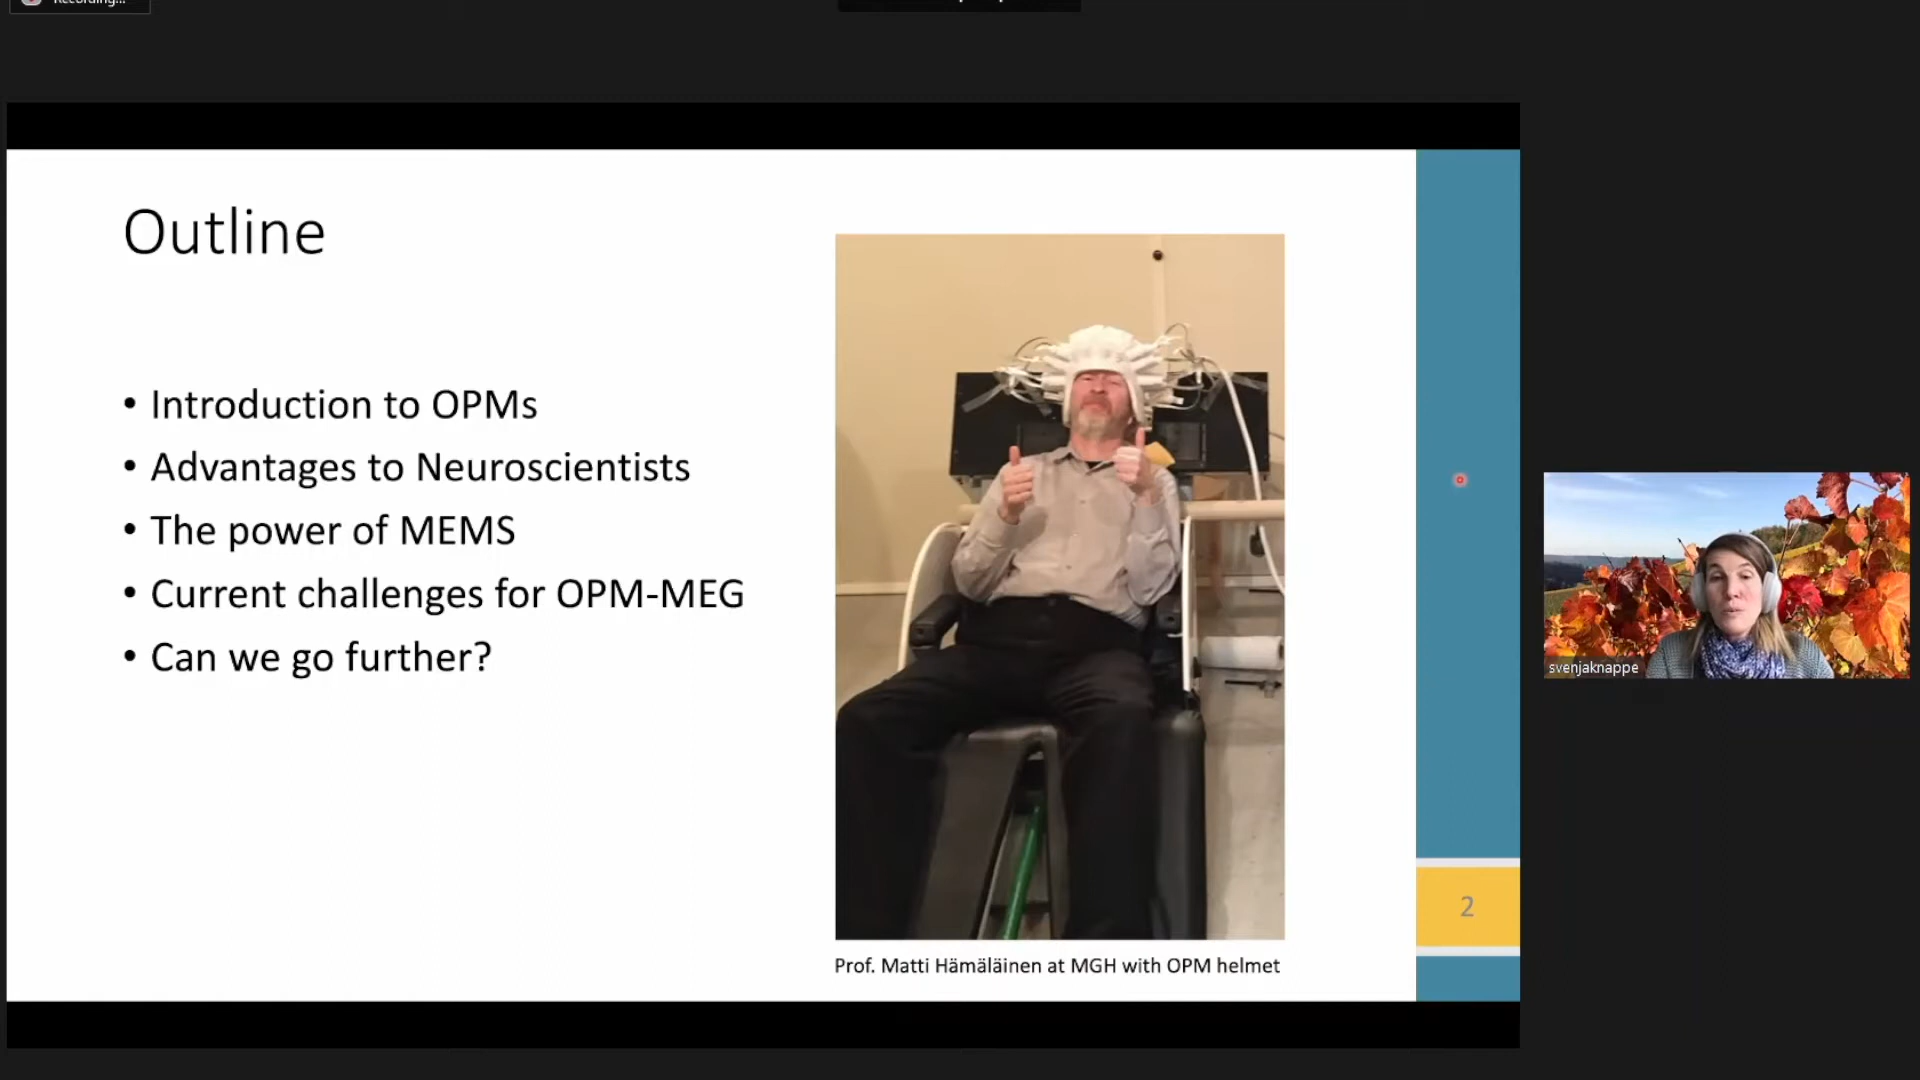 Recording...
Outline
• Introduction to OPMs
• Advantages to Neuroscientists
• The power of MEMS
• Current challenges for OPM-MEG
• Can we go further?
Prof. Matti Hämäläinen at MGH with OPM helmet
2
svenjaknappe